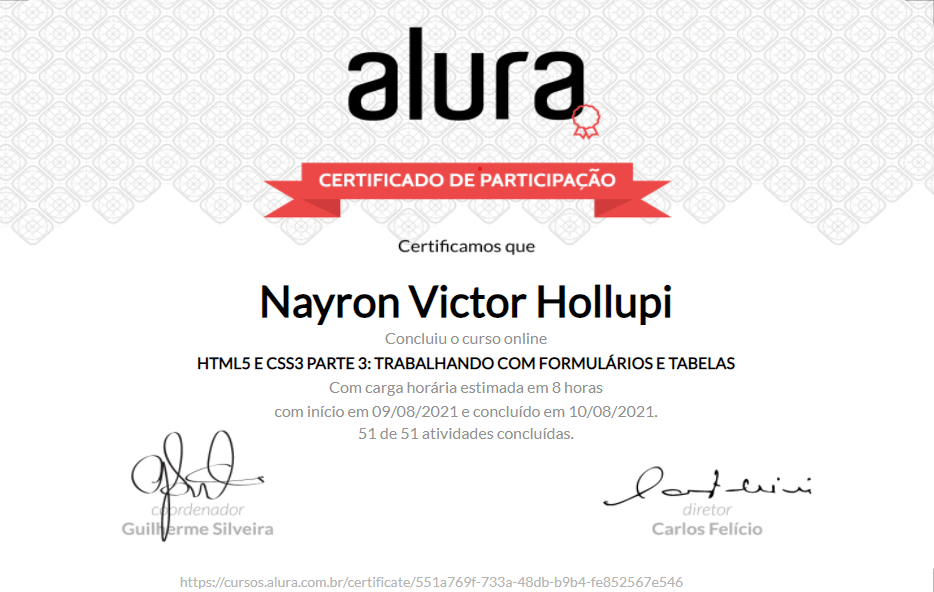 alura
CERTIFICADO DE PARTICIPAÇÃO
Certificamos que
Nayron Victor Hollupi
Concluiu o curso online
HTML5 E CSS3 PARTE 3: TRABALHANDO COM FORMULÁRIOS E TABELAS
Com carga horária estimada em 8 horas
com início em 09/08/2021 e concluído em 10/08/2021.
51 de 51 atividades concluídas.
coordenador
Guilherme Silveira
diretor
Carlos Felício
https://cursos.alura.com.br/certificate/551a769f-733a-48db-b9b4-fe852567e546